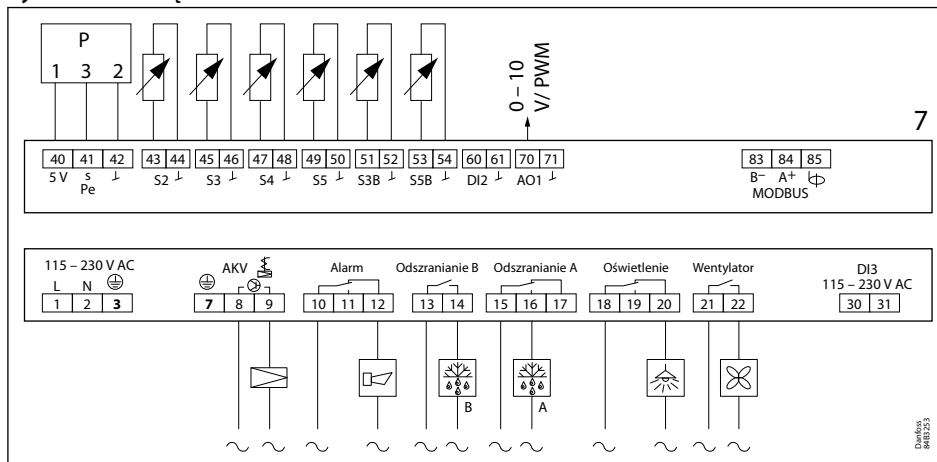 P
1 3 2
0 – 10
V/ PWM
7
40 41 42 43 44 45 46 47 48 49 50 51 52 53 54 60 61 70 71 83 84 85
5 V s S2 S3 S4 S5 S3B S5B DI2 AO1 B− A+
Pe MODBUS
115 – 230 V AC AKV Alarm Odszranianie B Odszranianie A Oświetlenie Wentylator DI3
L N 115 – 230 V AC
1 2 3 7 8 9 10 11 12 13 14 15 16 17 18 19 20 21 22 30 31
B A
Danfoss
84B3253